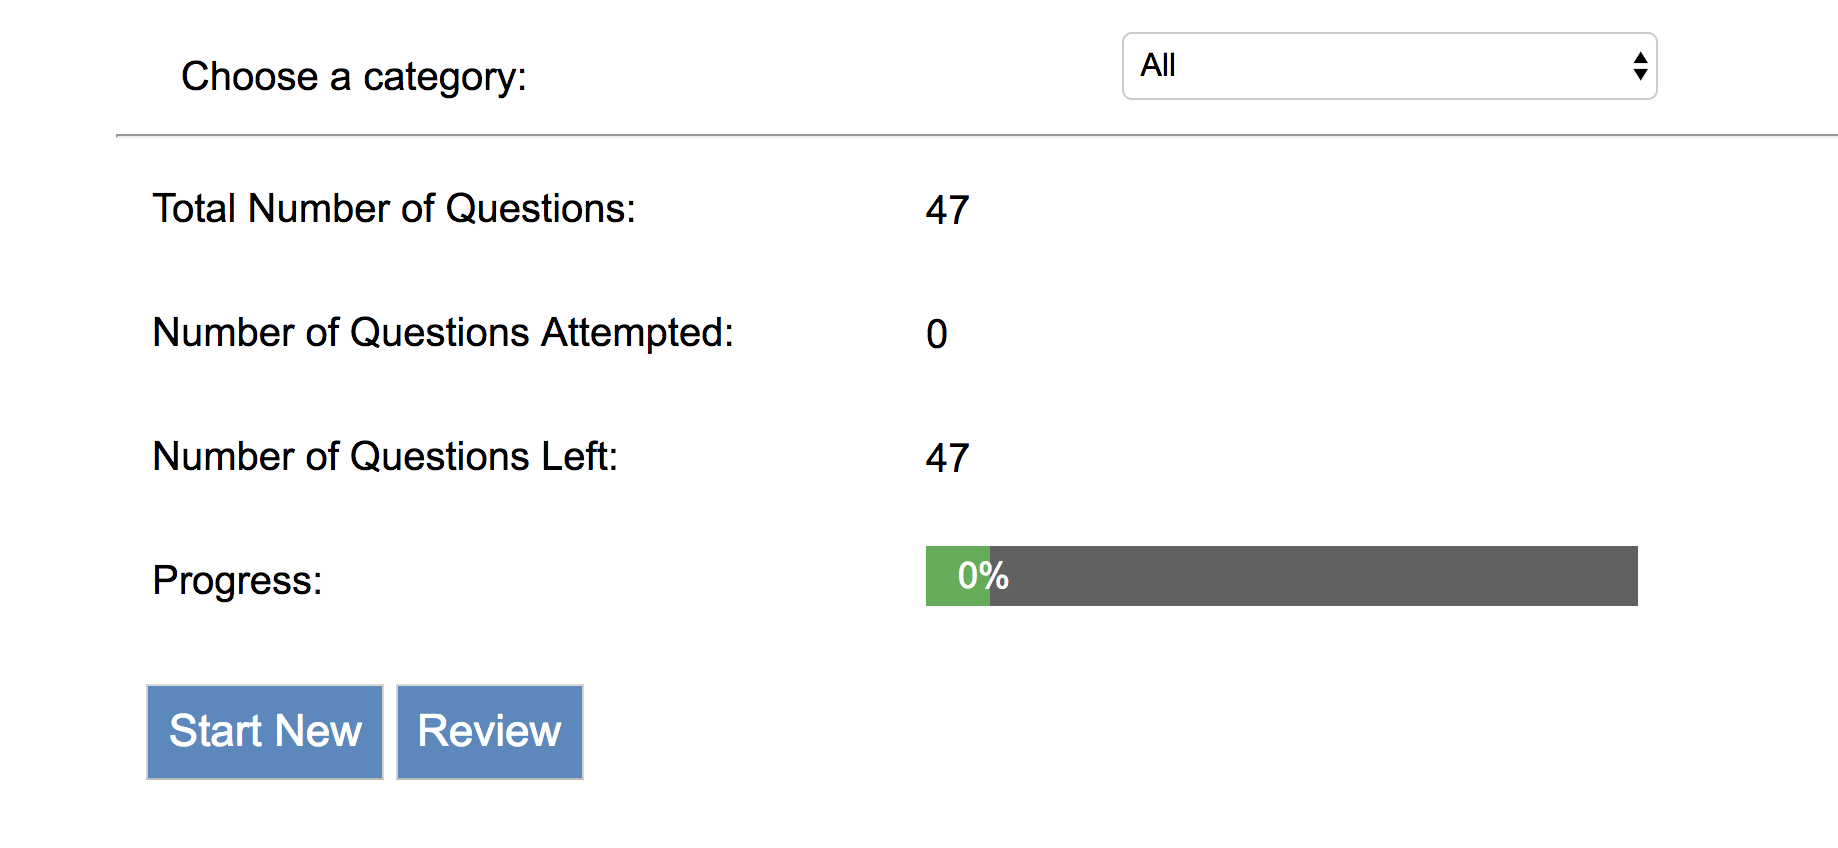 Choose a category: All
Total Number of Questions: 47
Number of Questions Attempted: 0
Number of Questions Left: 47
Progress: 0%
Start New Review